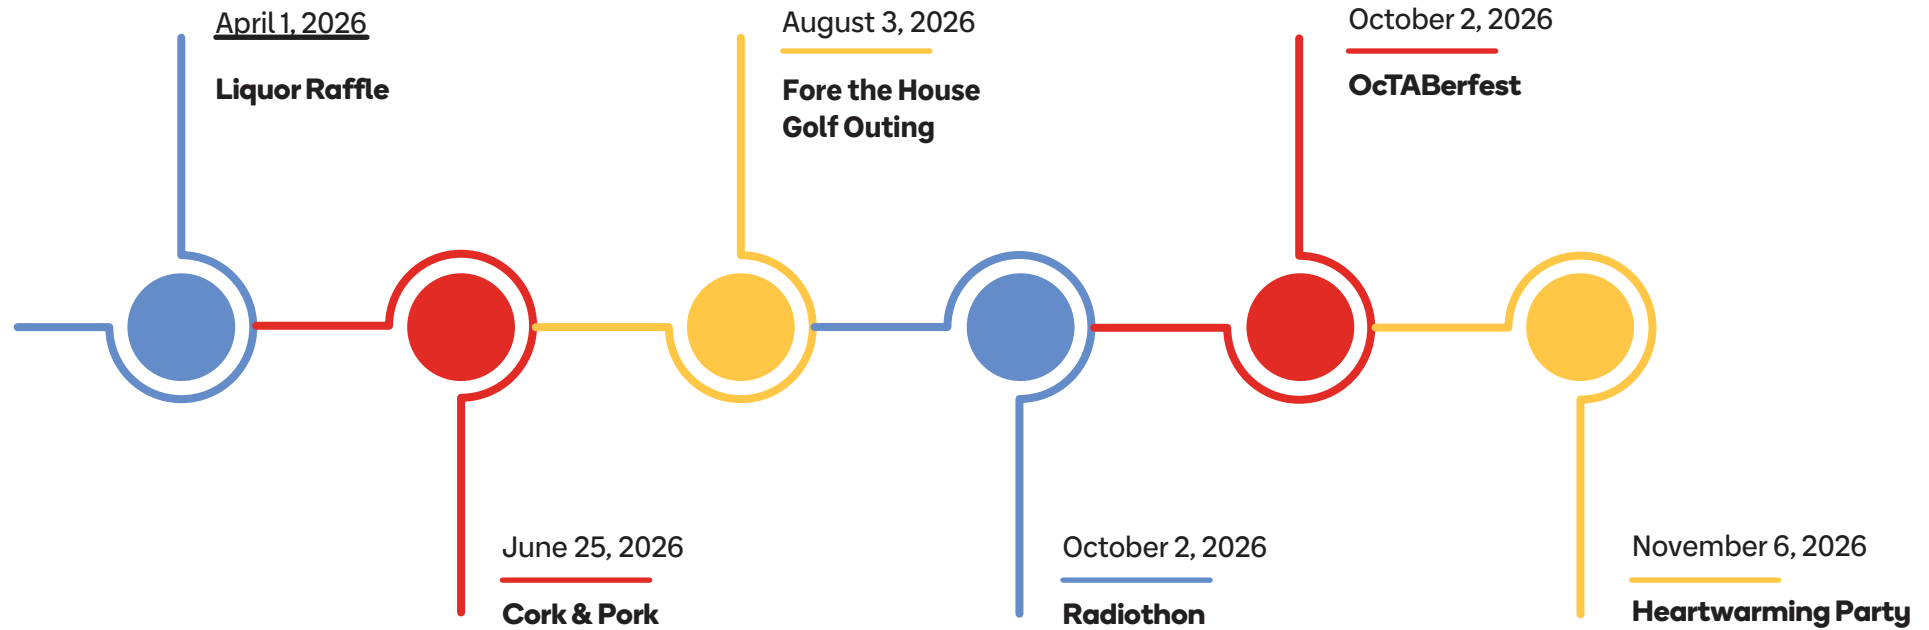 April 1, 2026
Liquor Raffle
June 25, 2026
Cork & Pork
August 3, 2026
Fore the House
Golf Outing
October 2, 2026
Radiothon
October 2, 2026
OcTABerfest
November 6, 2026
Heartwarming Party